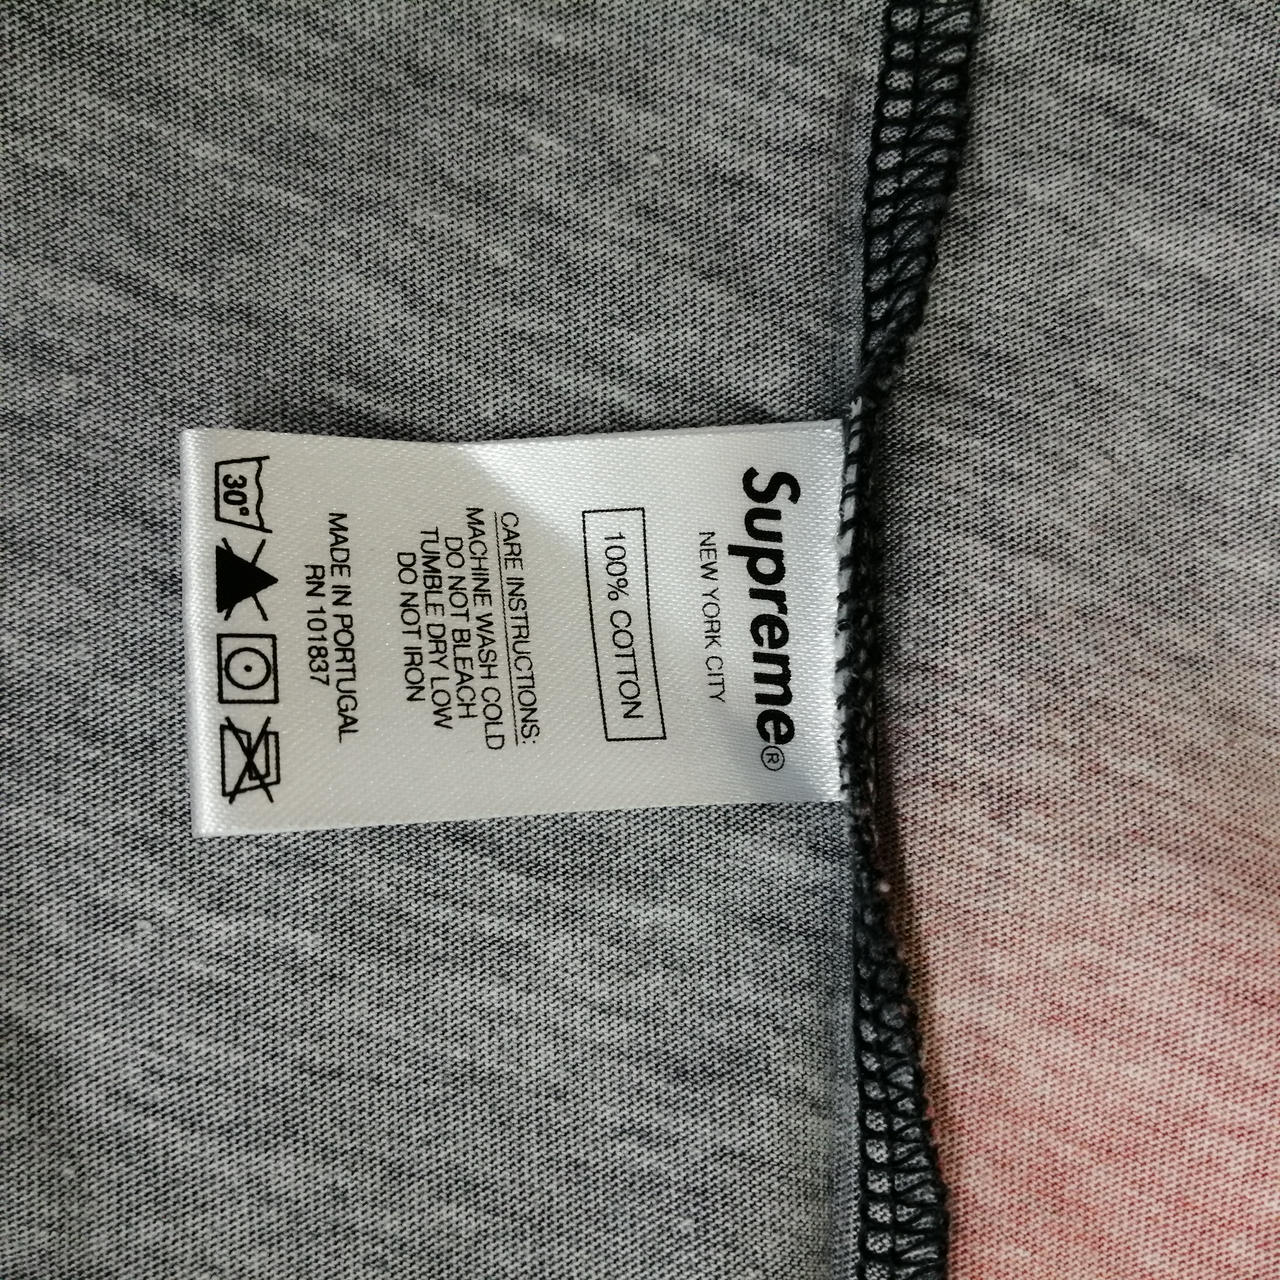 Supreme®
NEW YORK CITY
100% COTTON
CARE INSTRUCTIONS:
MACHINE WASH COLD
DO NOT BLEACH
TUMBLE DRY LOW
DO NOT IRON
MADE IN PORTUGAL
RN 101837
30°